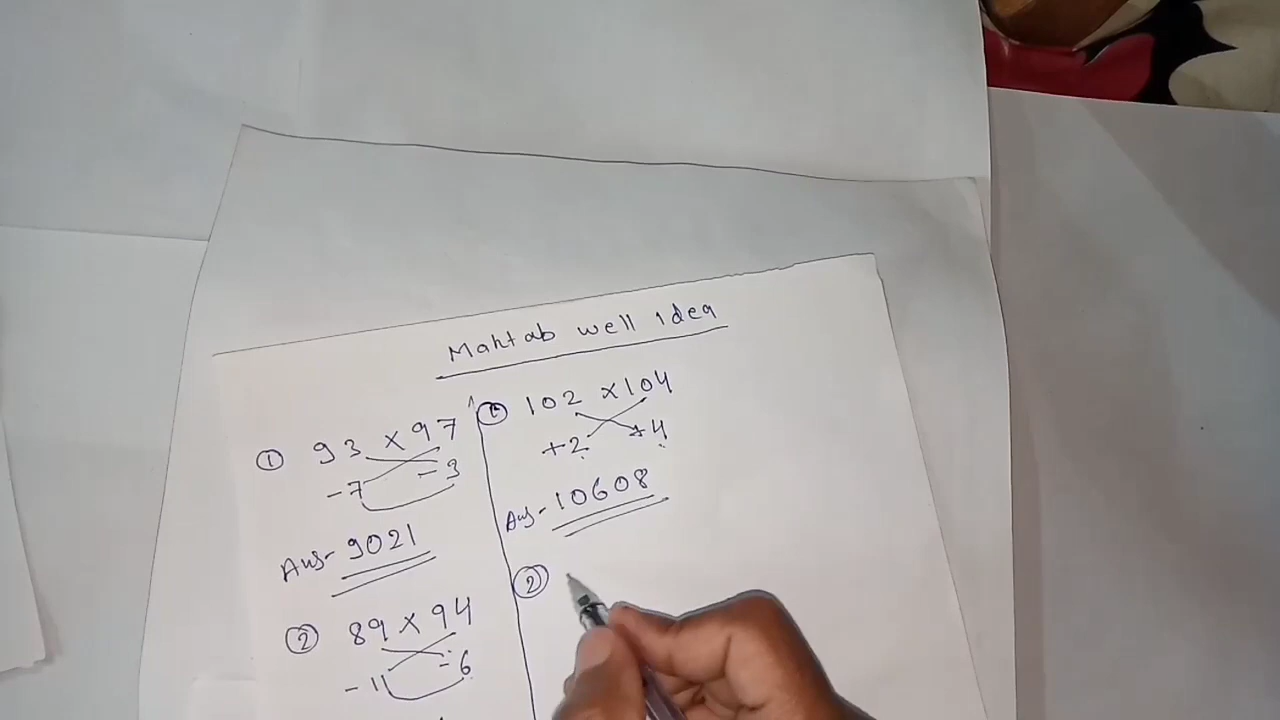 Mahtab well idea
① 93 × 97
-7 -3
Ans- 9021
② 89 × 94
-11 -6
① 102 × 104
+2 +4
Ans- 10608
②